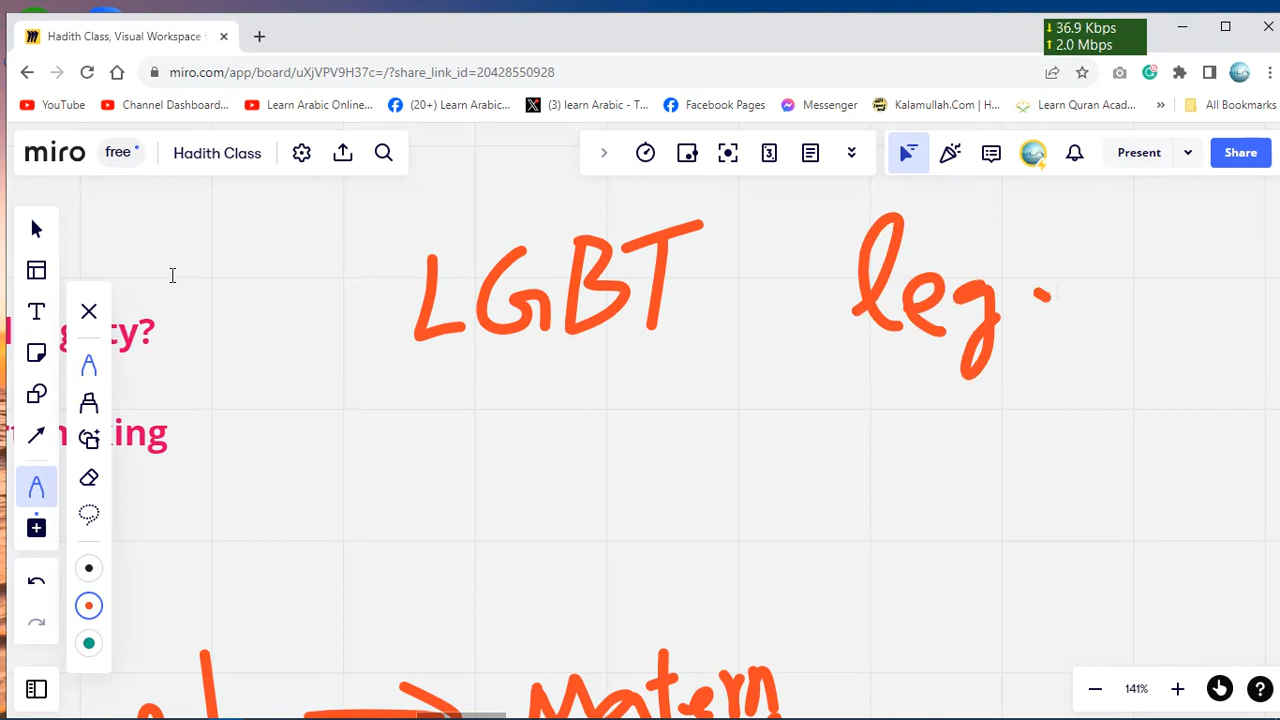 36.9 Kbps
2.0 Mbps
Hadith Class, Visual Workspace
miro.com/app/board/uXjVPV9H37c=/?share_link_id=20428550928
YouTube Channel Dashboard... Learn Arabic Online... (20+) Learn Arabic... (3) learn Arabic - T... Facebook Pages Messenger Kalamullah.Com | H... Learn Quran Acad... » All Bookmarks
miro free Hadith Class 3 Present Share
LGBT leg
ty?
king
Matern
141%